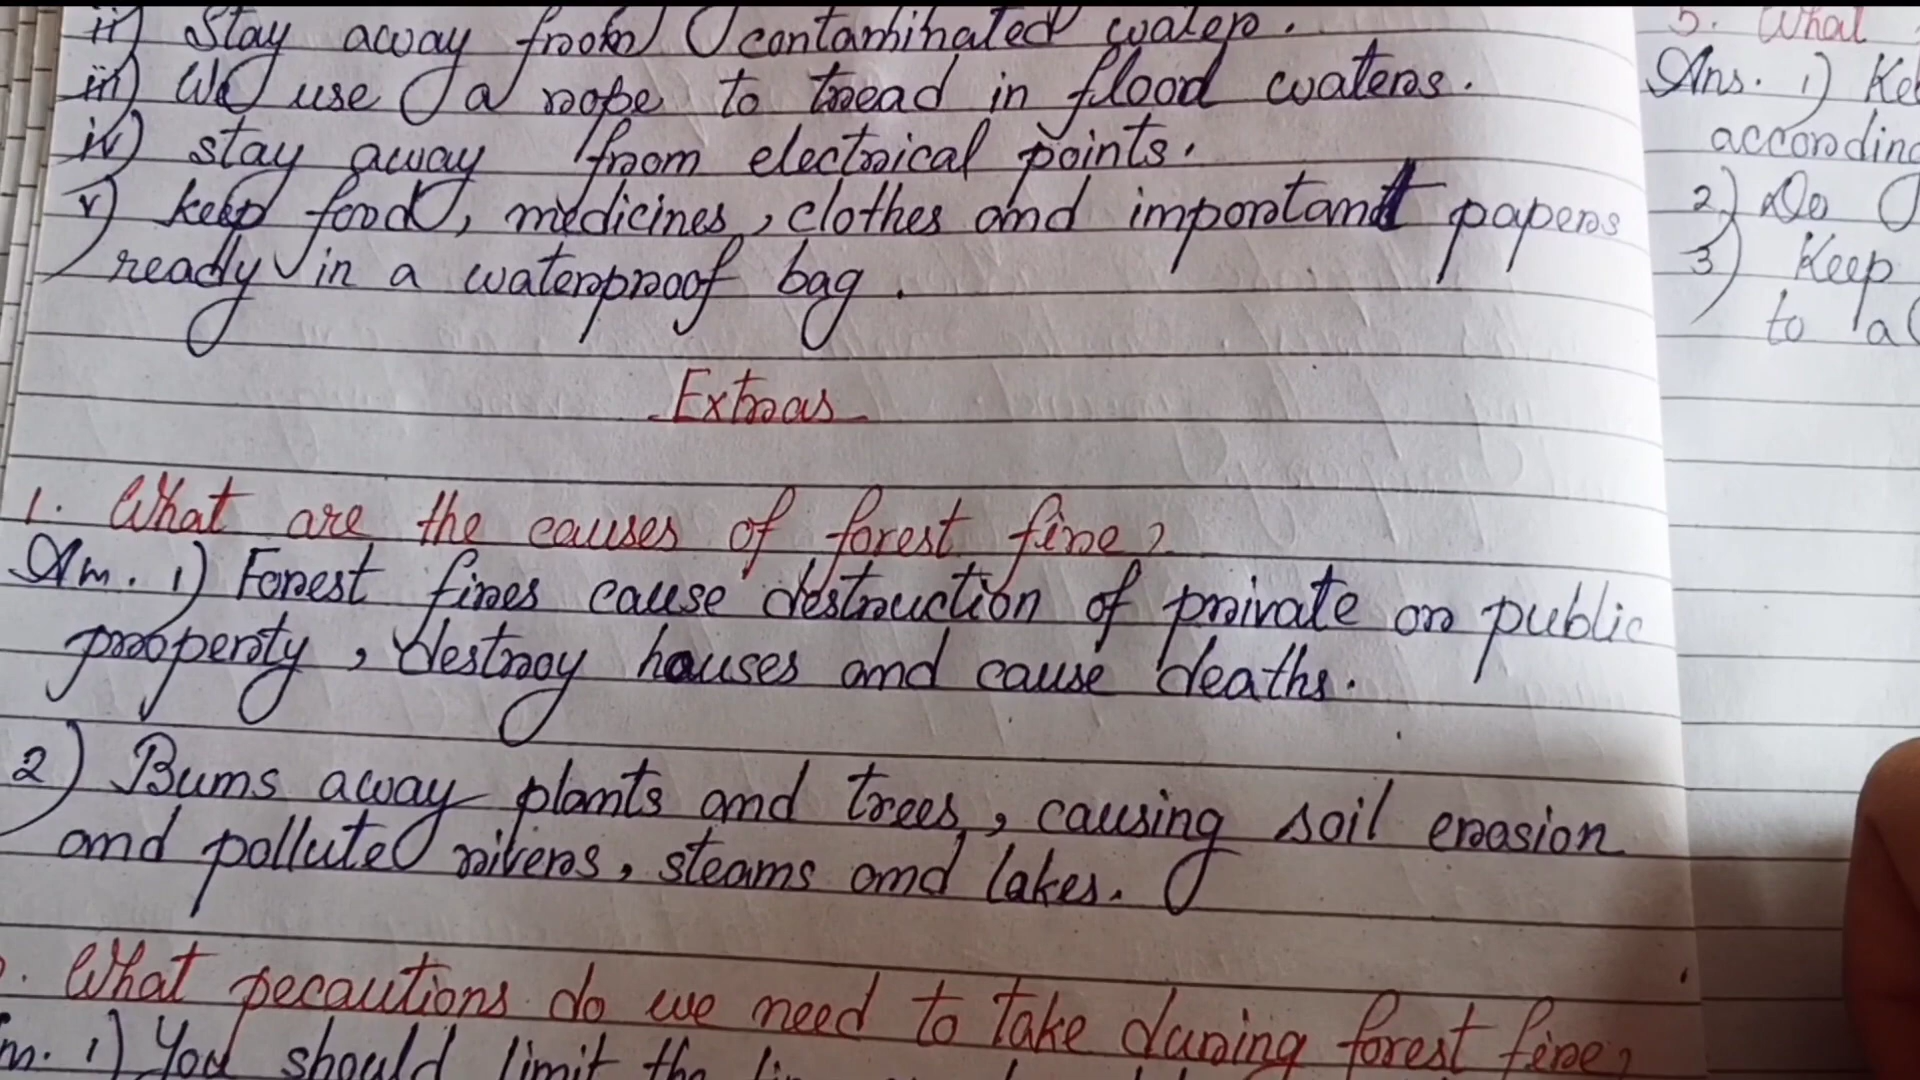 ii) Stay away from contaminated water.
iii) We use a rope to tread in flood waters.
iv) stay away from electrical points.
v) keep food, medicines, clothes and important papers
ready in a waterproof bag.
Extras
1. What are the causes of forest fire?
Ans. 1) Forest fires cause destruction of private or public
property, destroy houses and cause deaths.
2) Burns away plants and trees, causing soil erosion
and pollute rivers, steams and lakes.
What pecautions do we need to take during forest fire?
1) You should limit the
5. What
Ans. 1) Ke
according
2) Do
3) Keep
to a